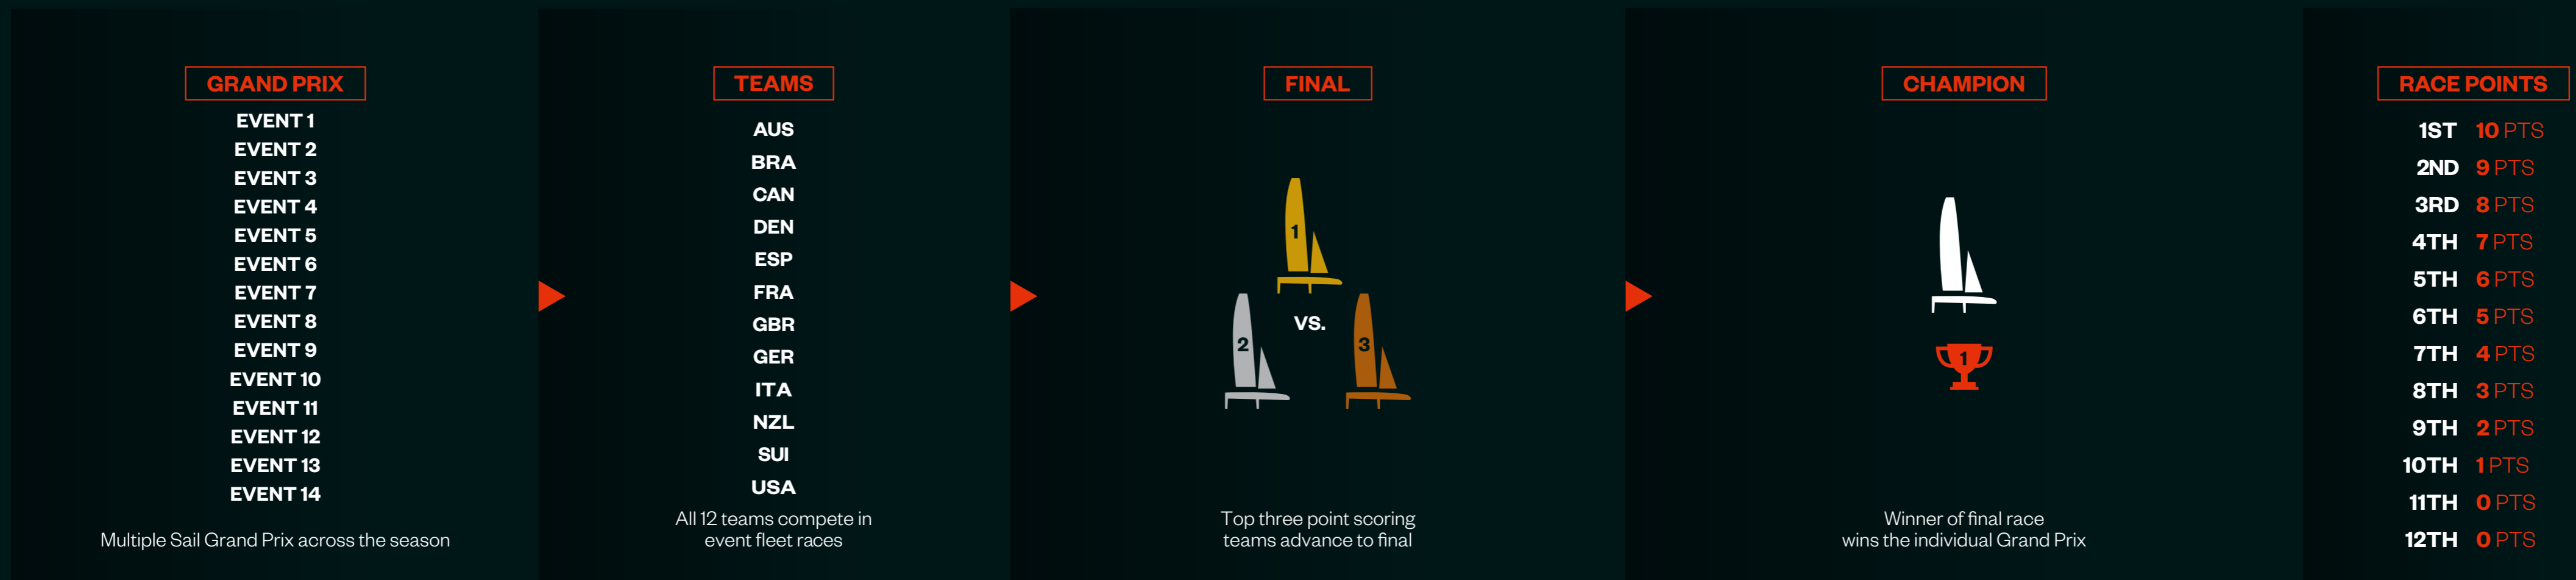 GRAND PRIX
EVENT 1
EVENT 2
EVENT 3
EVENT 4
EVENT 5
EVENT 6
EVENT 7
EVENT 8
EVENT 9
EVENT 10
EVENT 11
EVENT 12
EVENT 13
EVENT 14
Multiple Sail Grand Prix across the season
TEAMS
AUS
BRA
CAN
DEN
ESP
FRA
GBR
GER
ITA
NZL
SUI
USA
All 12 teams compete in
event fleet races
FINAL
1
VS.
2
3
Top three point scoring
teams advance to final
CHAMPION
1
Winner of final race
wins the individual Grand Prix
RACE POINTS
1ST 10 PTS
2ND 9 PTS
3RD 8 PTS
4TH 7 PTS
5TH 6 PTS
6TH 5 PTS
7TH 4 PTS
8TH 3 PTS
9TH 2 PTS
10TH 1 PTS
11TH 0 PTS
12TH 0 PTS